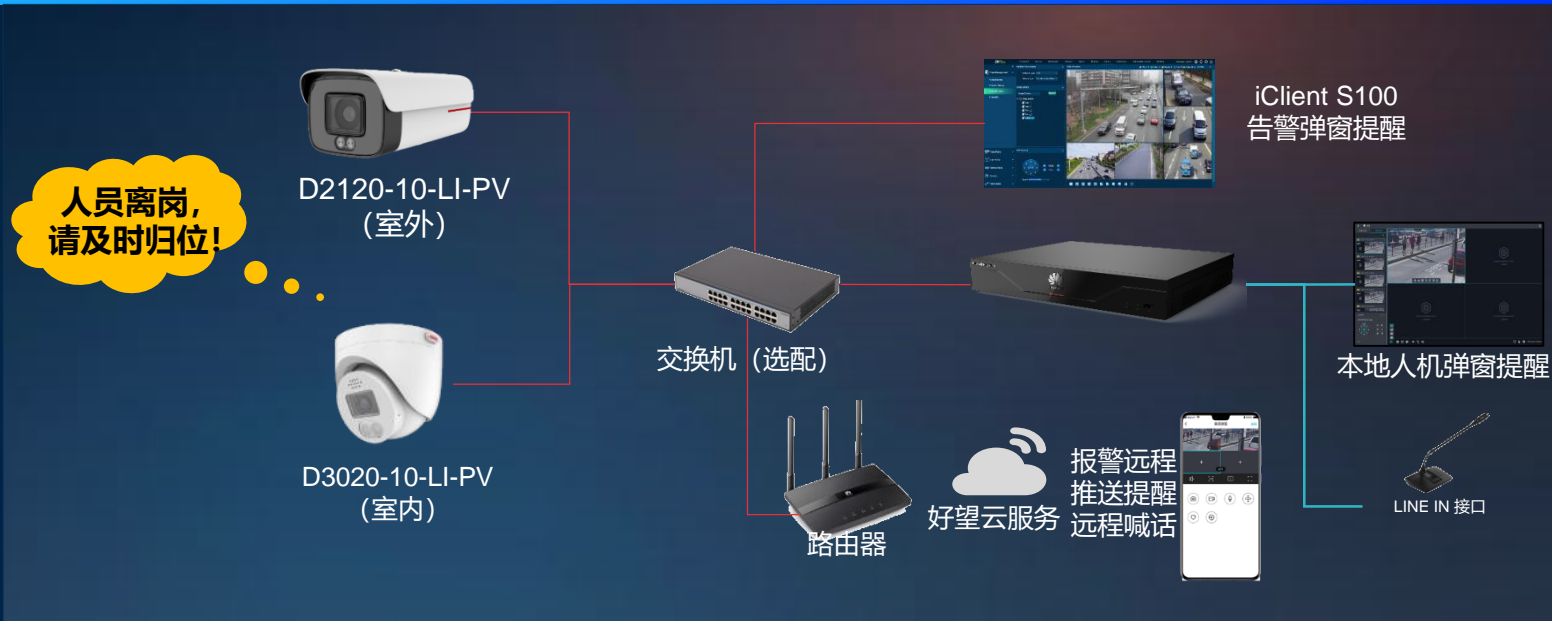 iClient S100
告警弹窗提醒
D2120-10-LI-PV
（室外）
人员离岗，
请及时归位！
交换机（选配）
本地人机弹窗提醒
D3020-10-LI-PV
（室内）
路由器
好望云服务
报警远程
推送提醒
远程喊话
LINE IN 接口